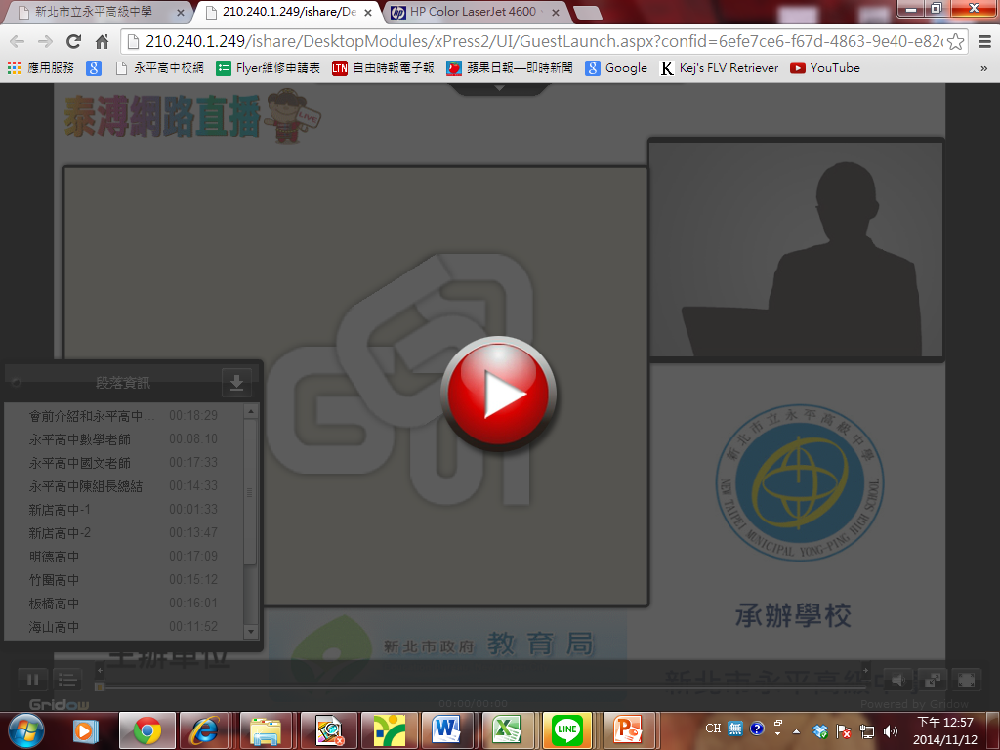 新北市立永平高級中學
210.240.1.249/ishare/De
HP Color LaserJet 4600
210.240.1.249/ishare/DesktopModules/xPress2/UI/GuestLaunch.aspx?confid=6efe7ce6-f67d-4863-9e40-e82
應用服務
永平高中校網
Flyer維修申請表
LTN 自由時報電子報
蘋果日報—即時新聞
Google
K Kej's FLV Retriever
YouTube
泰溥網路直播
LIVE
段落資訊
會前介紹和永平高中... 00:18:29
永平高中數學老師 00:08:10
永平高中國文老師 00:17:33
永平高中陳組長總結 00:14:33
新店高中-1 00:01:33
新店高中-2 00:13:47
明德高中 00:17:09
竹圍高中 00:15:12
板橋高中 00:16:01
海山高中 00:11:52
新北市立永平高級中學
NEW TAIPEI MUNICIPAL YONG-PING HIGH SCHOOL
承辦學校
主辦單位
新北市政府 教育局
新北市永平高級中
Gridow
00:00/00:00
Powered by Gridow
LINE
CH
下午 12:57
2014/11/12